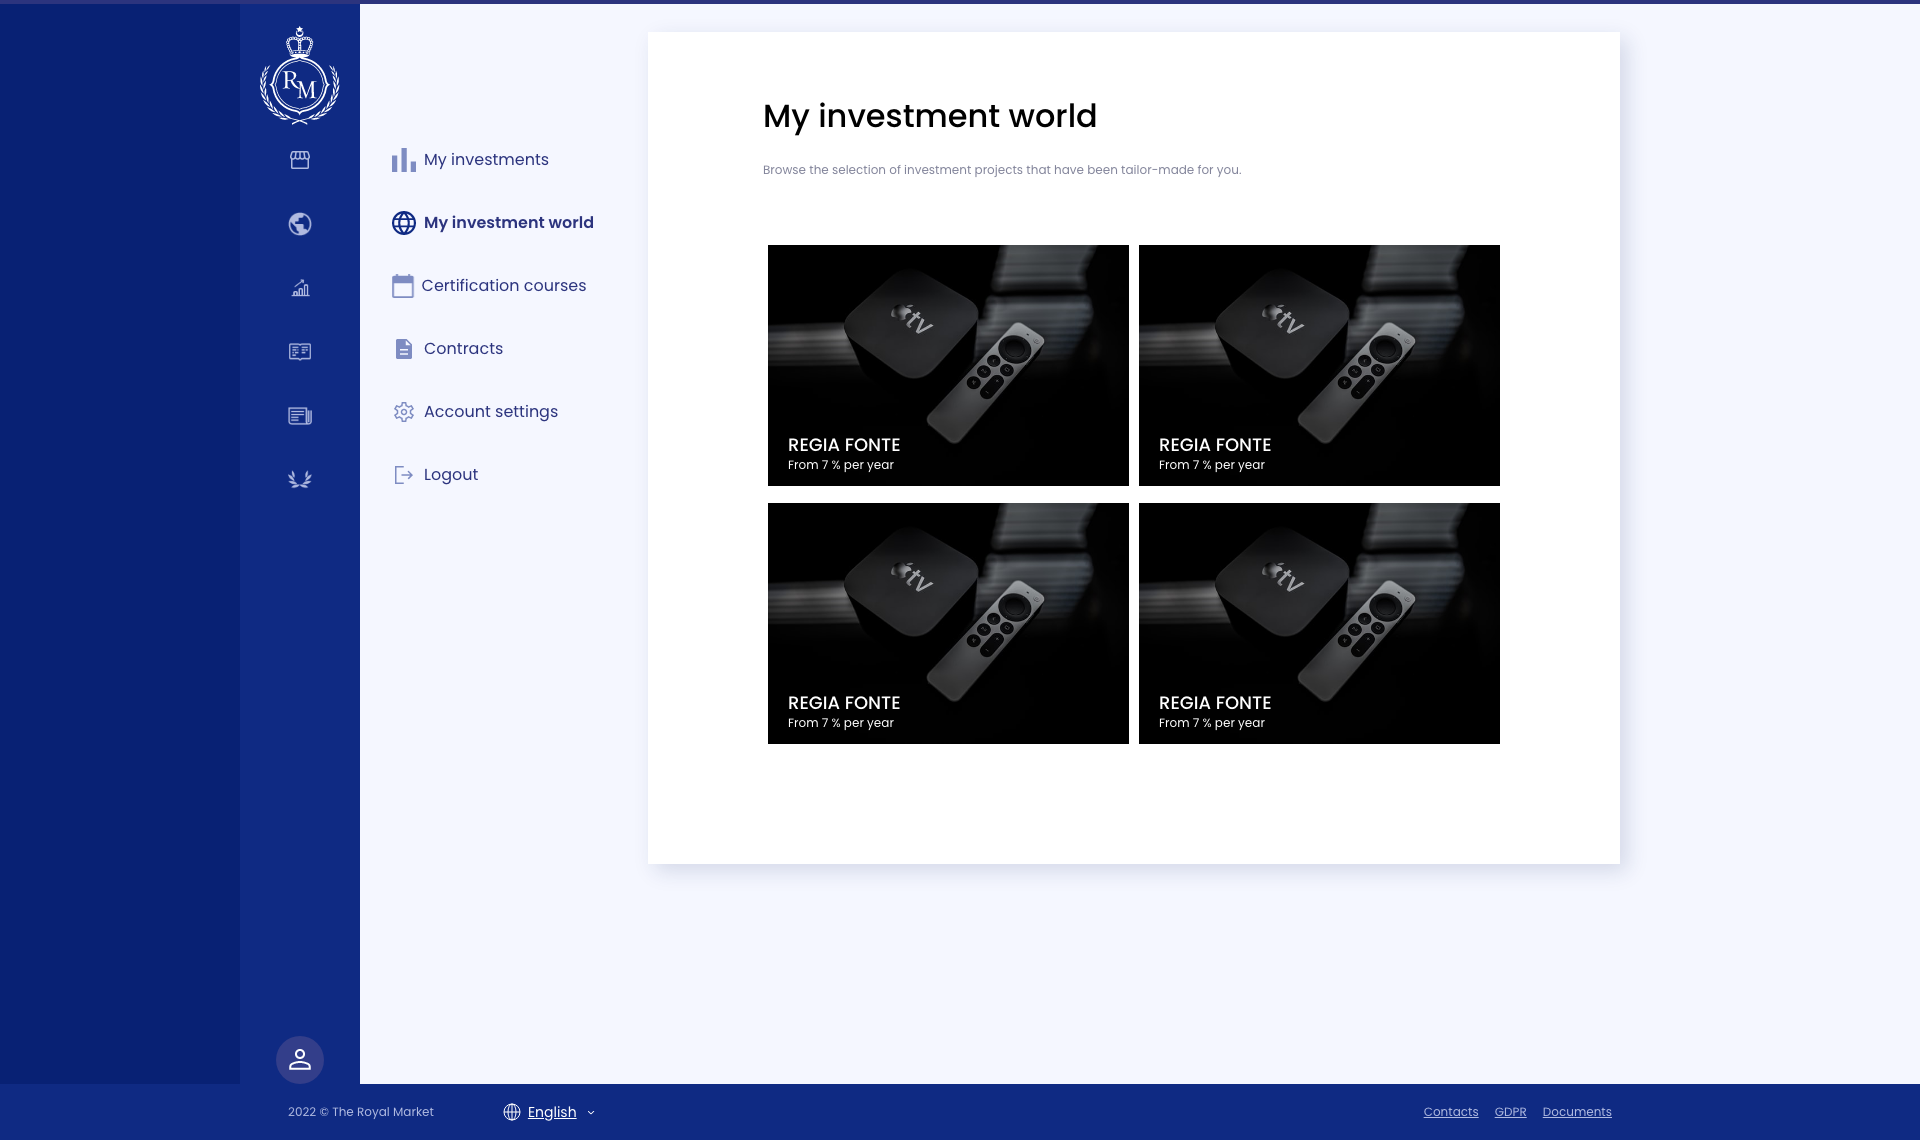 RM
My investments
My investment world
Certification courses
Contracts
Account settings
Logout
My investment world
Browse the selection of investment projects that have been tailor-made for you.
tv
REGIA FONTE
From 7 % per year
tv
REGIA FONTE
From 7 % per year
tv
REGIA FONTE
From 7 % per year
tv
REGIA FONTE
From 7 % per year
2022 © The Royal Market
English
Contacts
GDPR
Documents